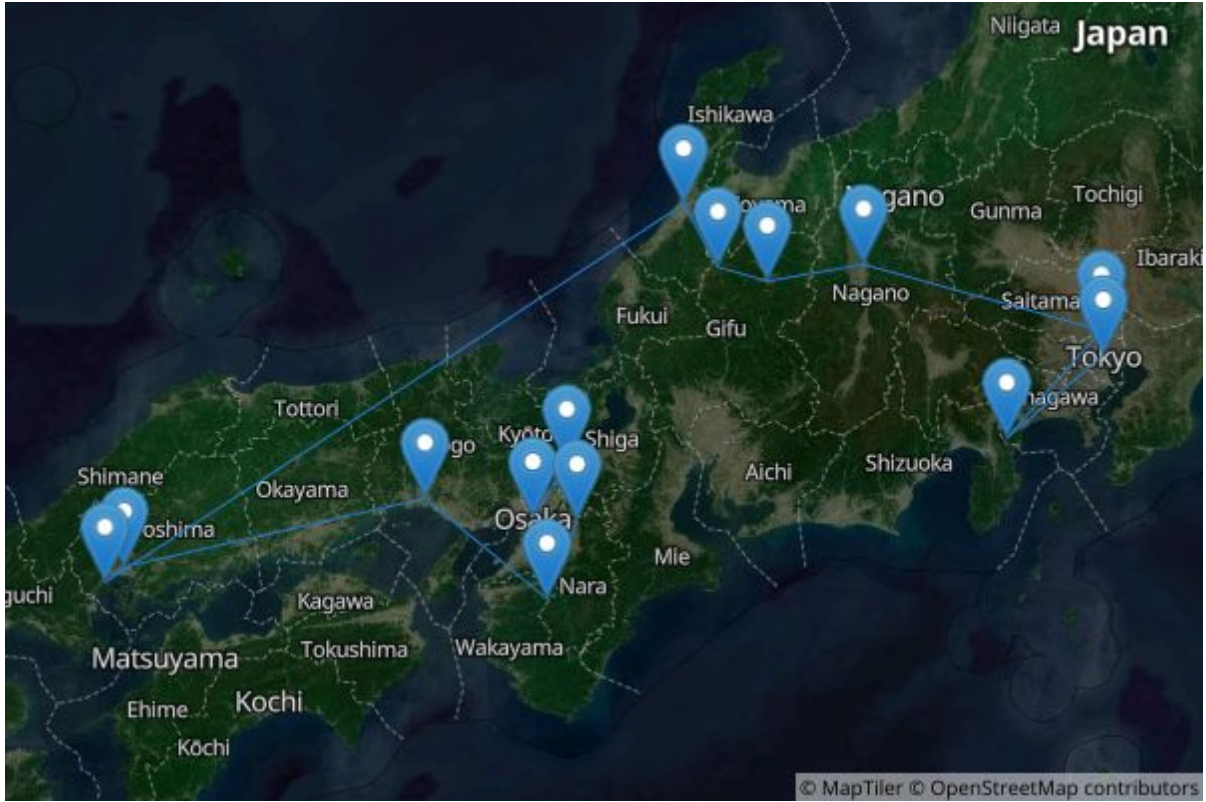 Niigata
Japan
Ishikawa
Tochigi
Gunma
Ibaraki
Nagano
Saitama
Fukui
Gifu
Tokyo
Tottori
Kyōto
Shiga
Aichi
Shizuoka
Shimane
Okayama
Osaka
Mie
Nara
Kagawa
Wakayama
Tokushima
Matsuyama
Ehime
Kochi
Kōchi
© MapTiler © OpenStreetMap contributors